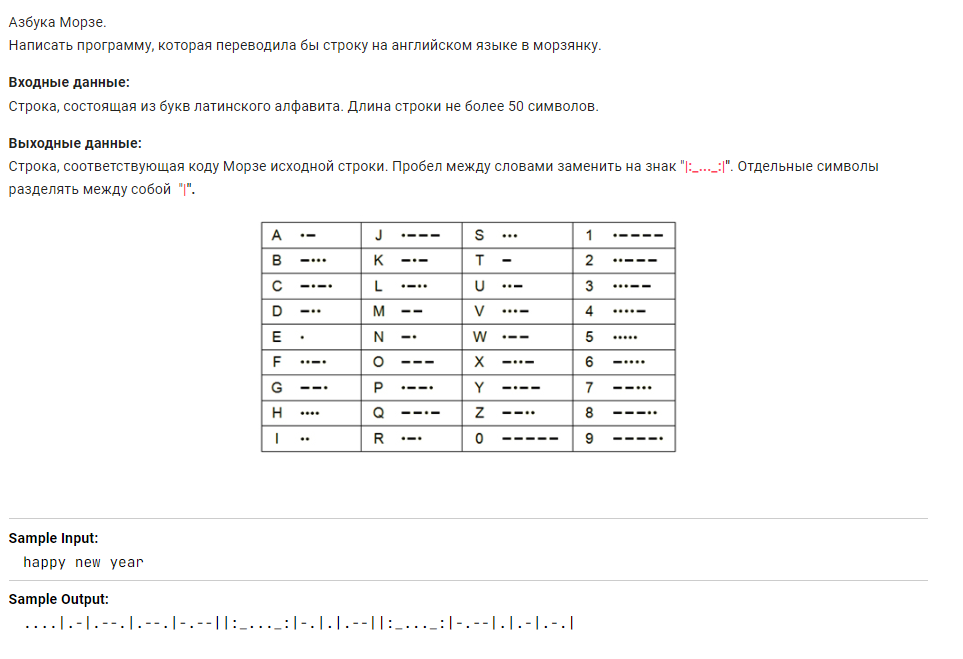 Азбука Морзе.
Написать программу, которая переводила бы строку на английском языке в морзянку.
Входные данные:
Строка, состоящая из букв латинского алфавита. Длина строки не более 50 символов.
Выходные данные:
Строка, соответствующая коду Морзе исходной строки. Пробел между словами заменить на знак "|:_..._:|". Отдельные символы
разделять между собой "|".
A •− J •−−− S ••• 1 •−−−−
B −••• K −•− T − 2 ••−−−
C −•−• L •−•• U ••− 3 •••−−
D −•• M −− V •••− 4 ••••−
E • N −• W •−− 5 •••••
F ••−• O −−− X −••− 6 −••••
G −−• P •−−• Y −•−− 7 −−•••
H •••• Q −−•− Z −−•• 8 −−−••
I •• R •−• 0 −−−−− 9 −−−−•
Sample Input:
happy new year
Sample Output:
....|.-|.--.|.--.|-.--||:_..._:|-.|.|.--||:_..._:|-.--|.|.-|.-.|